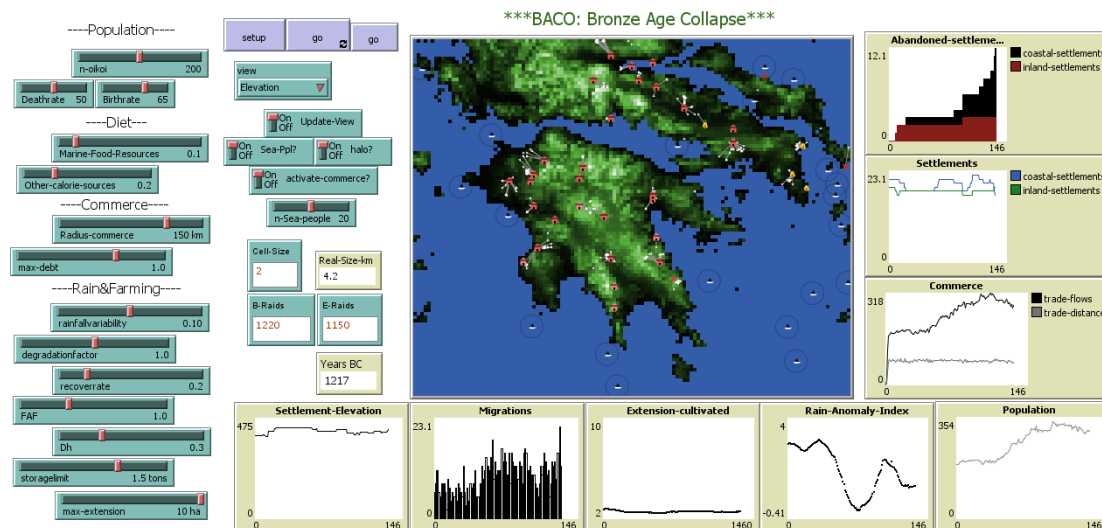 ***BACO: Bronze Age Collapse***
----Population----
n-oikoi 200
Deathrate 50
Birthrate 65
----Diet---
Marine-Food-Resources 0.1
Other-calorie-sources 0.2
----Commerce----
Radius-commerce 150 km
max-debt 1.0
----Rain&Farming----
rainfallvariability 0.10
degradationfactor 1.0
recoverrate 0.2
FAF 1.0
Dh 0.3
storagelimit 1.5 tons
max-extension 10 ha
setup
go
go
view
Elevation
On
Off
Update-View
On
Off
Sea-Ppl?
On
Off
halo?
On
Off
activate-commerce?
n-Sea-people 20
Cell-Size
2
Real-Size-km
4.2
B-Raids
1220
E-Raids
1150
Years BC
1217
Abandoned-settleme...
12.1
0
0 146
coastal-settlements
inland-settlements
Settlements
23.1
0
0 146
coastal-settlements
inland-settlements
Commerce
318
0
0 146
trade-flows
trade-distance
Settlement-Elevation
475
0
0 146
Migrations
23.1
0
0 146
Extension-cultivated
10
2
0 1460
Rain-Anomaly-Index
4
-0.41
0 146
Population
354
0
0 146